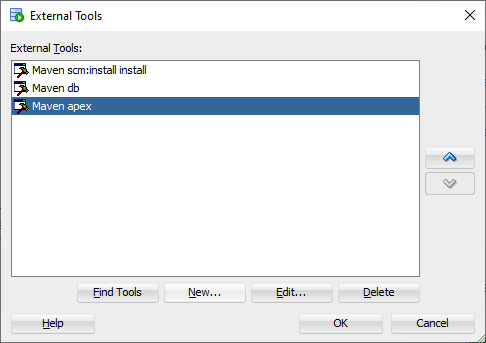 External Tools
External Tools:
Maven scm:install install
Maven db
Maven apex
Find Tools
New...
Edit...
Delete
Help
OK
Cancel